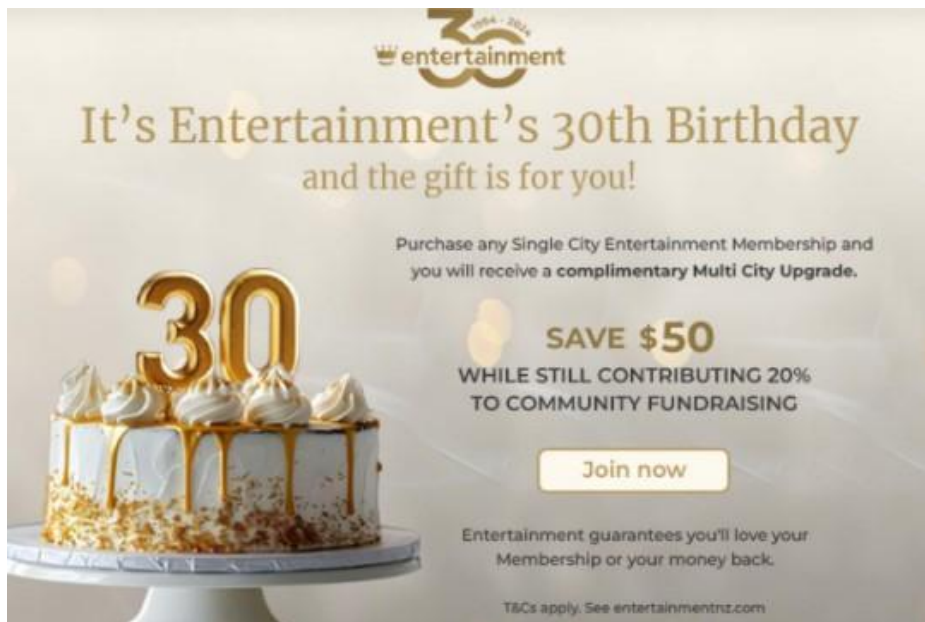 30
1994 - 2024
entertainment
It's Entertainment's 30th Birthday
and the gift is for you!
Purchase any Single City Entertainment Membership and
you will receive a complimentary Multi City Upgrade.
30
SAVE $50
WHILE STILL CONTRIBUTING 20%
TO COMMUNITY FUNDRAISING
Join now
Entertainment guarantees you'll love your
Membership or your money back.
T&Cs apply. See entertainmentnz.com